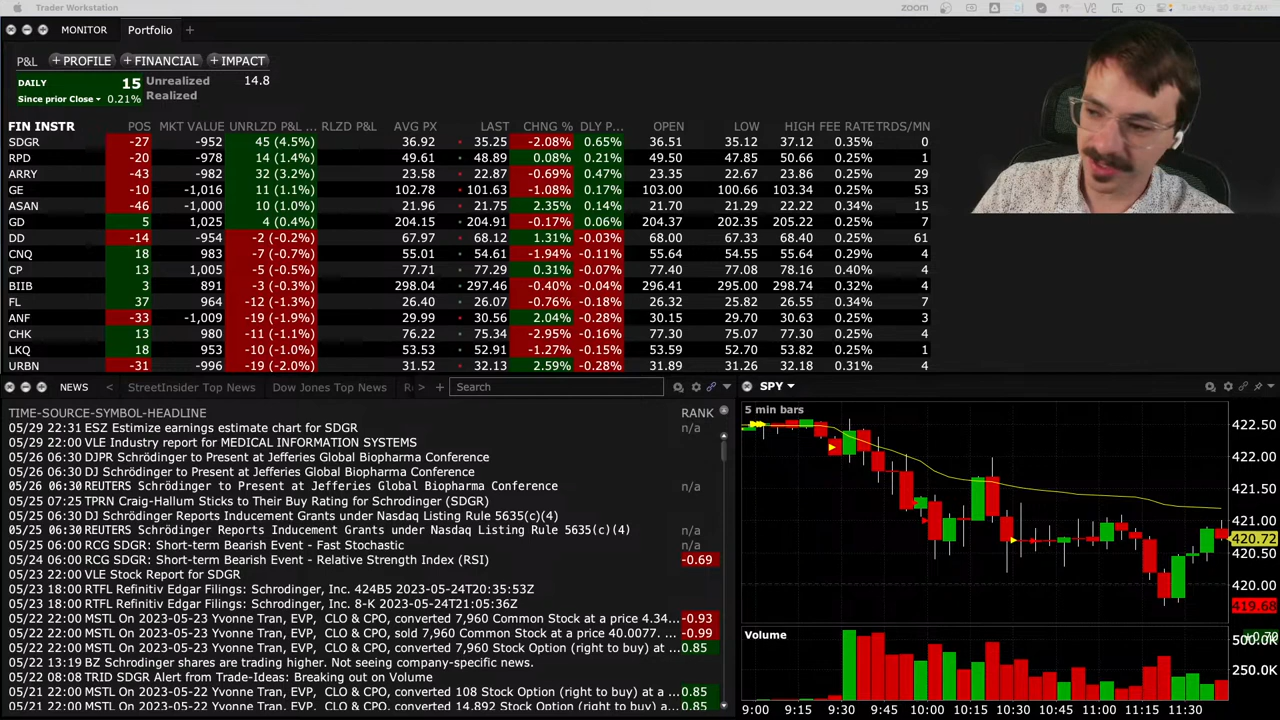 Trader Workstation
zoom
Tue May 30 9:42 AM
MONITOR Portfolio +
P&L + PROFILE + FINANCIAL + IMPACT
DAILY 15 Unrealized 14.8
Since prior Close 0.21% Realized
FIN INSTR POS MKT VALUE UNRLZD P&L ... RLZD P&L AVG PX LAST CHNG % DLY P... OPEN LOW HIGH FEE RATE TRDS/MN
SDGR -27 -952 45 (4.5%) 36.92 35.25 -2.08% 0.65% 36.51 35.12 37.12 0.35% 0
RPD -20 -978 14 (1.4%) 49.61 48.89 0.08% 0.21% 49.50 47.85 50.66 0.25% 1
ARRY -43 -982 32 (3.2%) 23.58 22.87 -0.69% 0.47% 23.35 22.67 23.86 0.25% 29
GE -10 -1,016 11 (1.1%) 102.78 101.63 -1.08% 0.17% 103.00 100.66 103.34 0.25% 53
ASAN -46 -1,000 10 (1.0%) 21.96 21.75 2.35% 0.14% 21.70 21.29 22.22 0.34% 15
GD 5 1,025 4 (0.4%) 204.15 204.91 -0.17% 0.06% 204.37 202.35 205.22 0.25% 7
DD -14 -954 -2 (-0.2%) 67.97 68.12 1.31% -0.03% 68.00 67.33 68.40 0.25% 61
CNQ 18 983 -7 (-0.7%) 55.01 54.61 -1.94% -0.11% 55.64 54.55 55.64 0.29% 4
CP 13 1,005 -5 (-0.5%) 77.71 77.29 0.31% -0.07% 77.40 77.08 78.16 0.40% 4
BIIB 3 891 -3 (-0.3%) 298.04 297.46 -0.40% -0.04% 296.41 295.00 298.74 0.32% 4
FL 37 964 -12 (-1.3%) 26.40 26.07 -0.76% -0.18% 26.32 25.82 26.55 0.34% 7
ANF -33 -1,009 -19 (-1.9%) 29.99 30.56 2.04% -0.28% 30.15 29.70 30.63 0.25% 3
CHK 13 980 -11 (-1.1%) 76.22 75.34 -2.95% -0.16% 77.30 75.07 77.30 0.25% 4
LKQ 18 953 -10 (-1.0%) 53.53 52.91 -1.27% -0.15% 53.59 52.70 53.82 0.25% 1
URBN -31 -996 -19 (-2.0%) 31.52 32.13 2.59% -0.28% 31.29 31.26 32.18 0.31% 4
NEWS < StreetInsider Top News Dow Jones Top News > + Search
TIME-SOURCE-SYMBOL-HEADLINE RANK
05/29 22:31 ESZ Estimize earnings estimate chart for SDGR n/a
05/29 22:00 VLE Industry report for MEDICAL INFORMATION SYSTEMS
05/26 06:30 DJPR Schrödinger to Present at Jefferies Global Biopharma Conference
05/26 06:30 DJ Schrödinger to Present at Jefferies Global Biopharma Conference
05/26 06:30 REUTERS Schrödinger to Present at Jefferies Global Biopharma Conference n/a
05/25 07:25 TPRN Craig-Hallum Sticks to Their Buy Rating for Schrodinger (SDGR)
05/25 06:30 DJ Schrödinger Reports Inducement Grants under Nasdaq Listing Rule 5635(c)(4)
05/25 06:30 REUTERS Schrödinger Reports Inducement Grants under Nasdaq Listing Rule 5635(c)(4) n/a
05/25 06:00 RCG SDGR: Short-term Bearish Event - Fast Stochastic n/a
05/24 06:00 RCG SDGR: Short-term Bearish Event - Relative Strength Index (RSI) -0.69
05/23 22:00 VLE Stock Report for SDGR
05/23 18:00 RTFL Refinitiv Edgar Filings: Schrodinger, Inc. 424B5 2023-05-24T20:35:53Z
05/23 18:00 RTFL Refinitiv Edgar Filings: Schrodinger, Inc. 8-K 2023-05-24T21:05:36Z
05/22 22:00 MSTL On 2023-05-23 Yvonne Tran, EVP, CLO & CPO, converted 7,960 Common Stock at a price 4.34... -0.93
05/22 22:00 MSTL On 2023-05-23 Yvonne Tran, EVP, CLO & CPO, sold 7,960 Common Stock at a price 40.0077. ... -0.99
05/22 22:00 MSTL On 2023-05-23 Yvonne Tran, EVP, CLO & CPO, converted 7,960 Stock Option (right to buy) at ... 0.85
05/22 13:19 BZ Schrodinger shares are trading higher. Not seeing company-specific news.
05/22 08:08 TRID SDGR Alert from Trade-Ideas: Breaking out on Volume
05/21 22:00 MSTL On 2023-05-22 Yvonne Tran, EVP, CLO & CPO, converted 108 Stock Option (right to buy) at a ... 0.85
05/21 22:00 MSTL On 2023-05-22 Yvonne Tran, EVP, CLO & CPO, converted 14,892 Stock Option (right to buy) at a ... 0.85
SPY
5 min bars
422.50
422.00
421.50
421.00
420.72
420.50
420.00
419.68
Volume
500.0K
250.0K
9:00 9:15 9:30 9:45 10:00 10:15 10:30 10:45 11:00 11:15 11:30